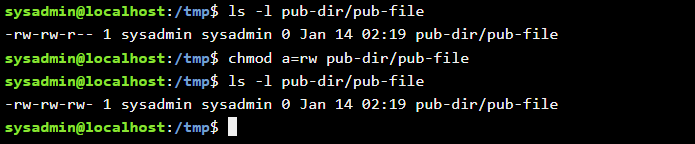 sysadmin@localhost:/tmp$ ls -l pub-dir/pub-file
-rw-rw-r-- 1 sysadmin sysadmin 0 Jan 14 02:19 pub-dir/pub-file
sysadmin@localhost:/tmp$ chmod a=rw pub-dir/pub-file
sysadmin@localhost:/tmp$ ls -l pub-dir/pub-file
-rw-rw-rw- 1 sysadmin sysadmin 0 Jan 14 02:19 pub-dir/pub-file
sysadmin@localhost:/tmp$